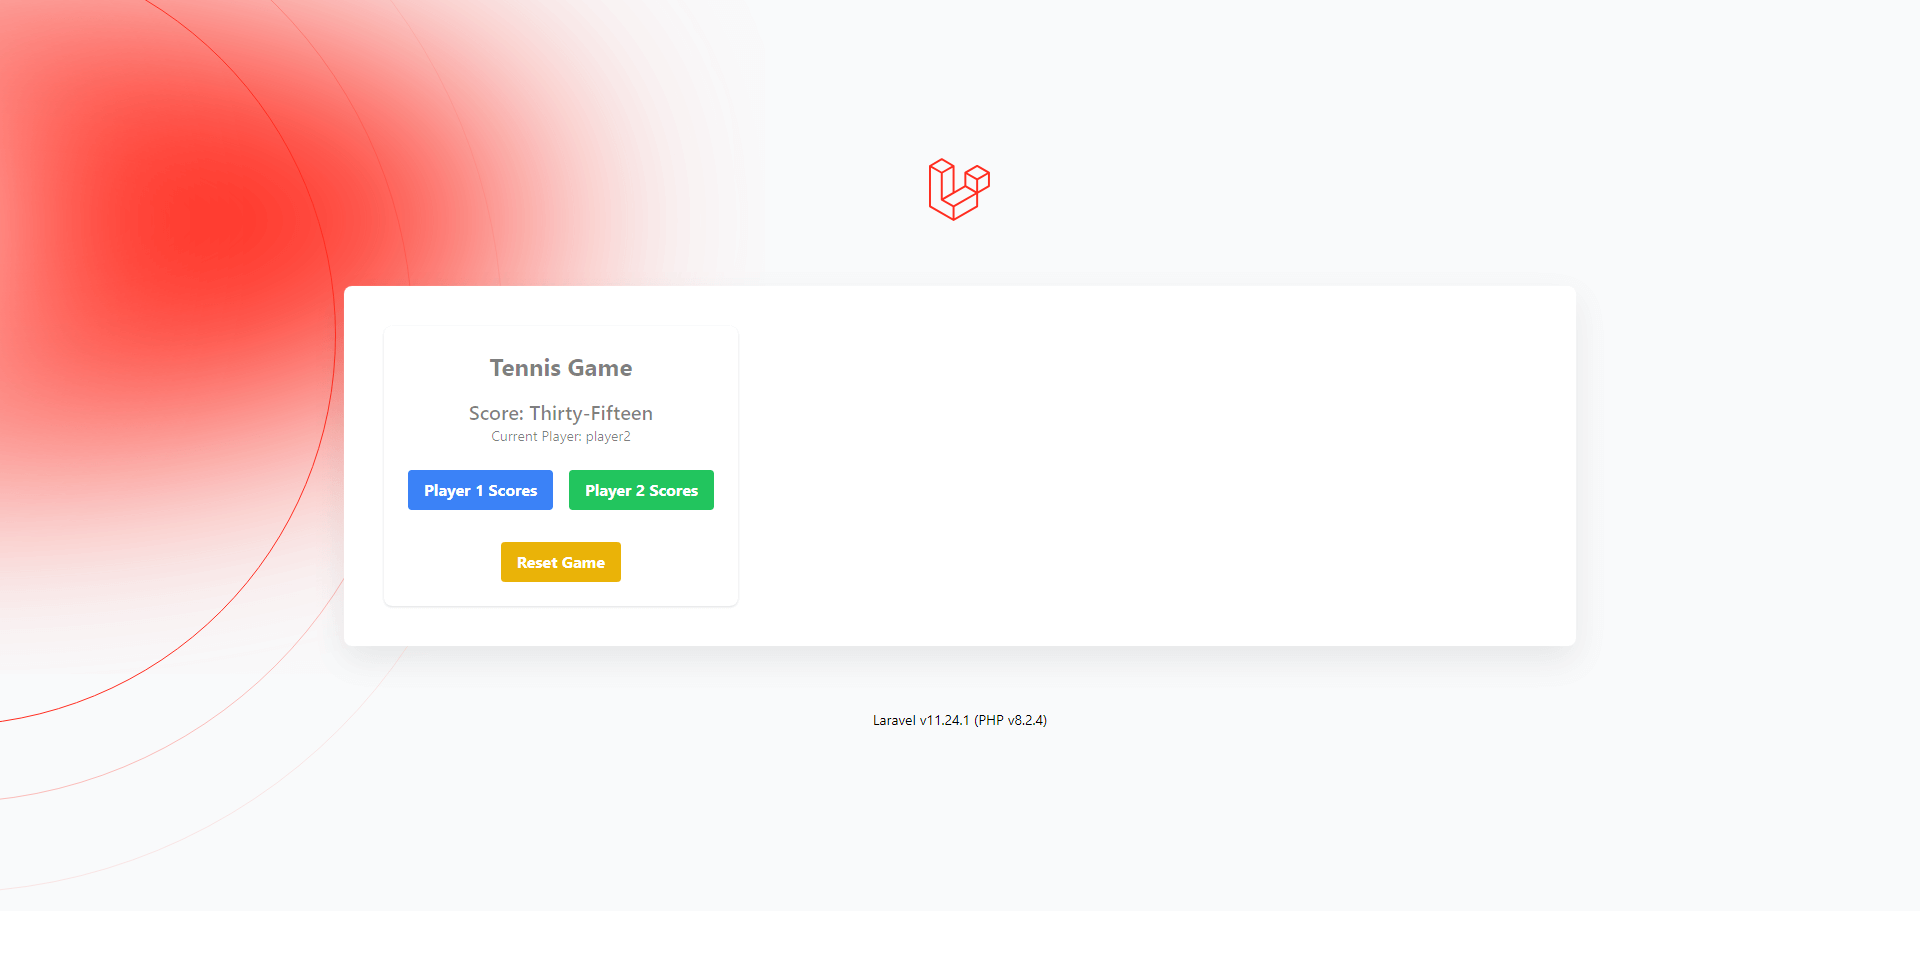 Tennis Game
Score: Thirty-Fifteen
Current Player: player2
Player 1 Scores
Player 2 Scores
Reset Game
Laravel v11.24.1 (PHP v8.2.4)